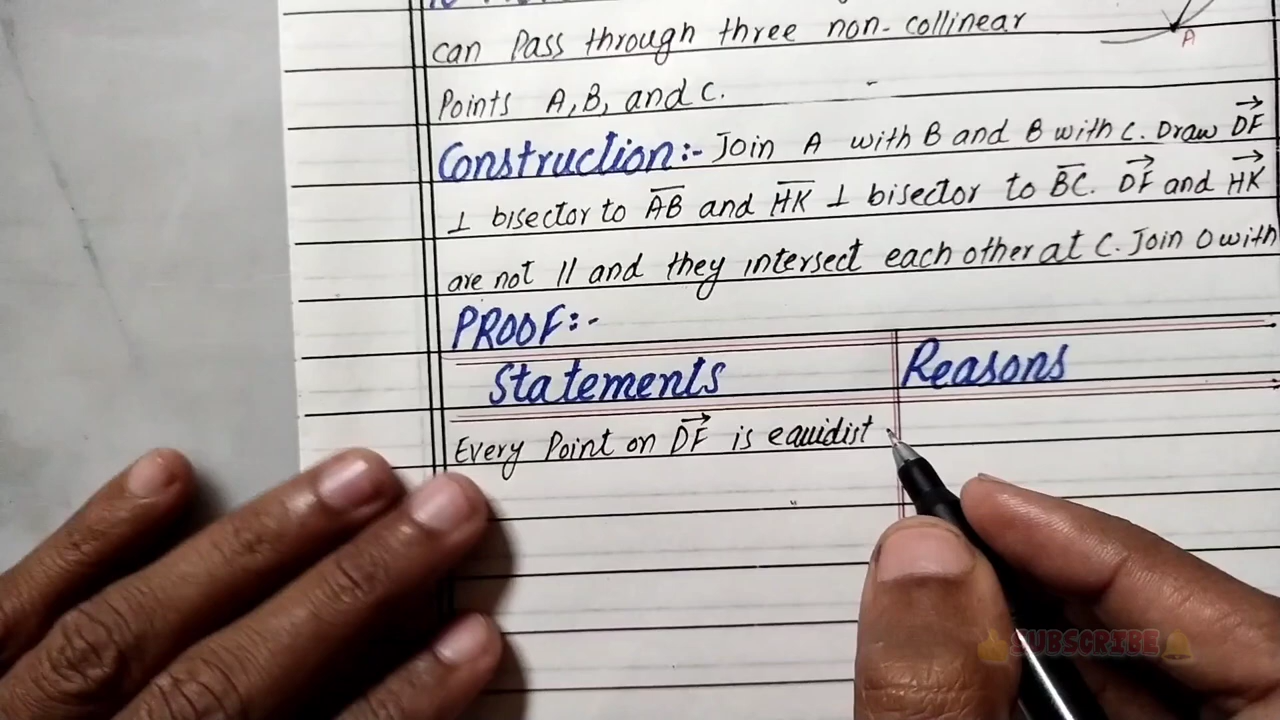 can Pass through three non-collinear
A
Points A, B, and C.
Construction:- Join A with B and B with C. Draw DF
⊥ bisector to AB and HK ⊥ bisector to BC. DF and HK
are not // and they intersect each other at C. Join O with
PROOF:-
Statements Reasons
Every Point on DF is equidist
SUBSCRIBE